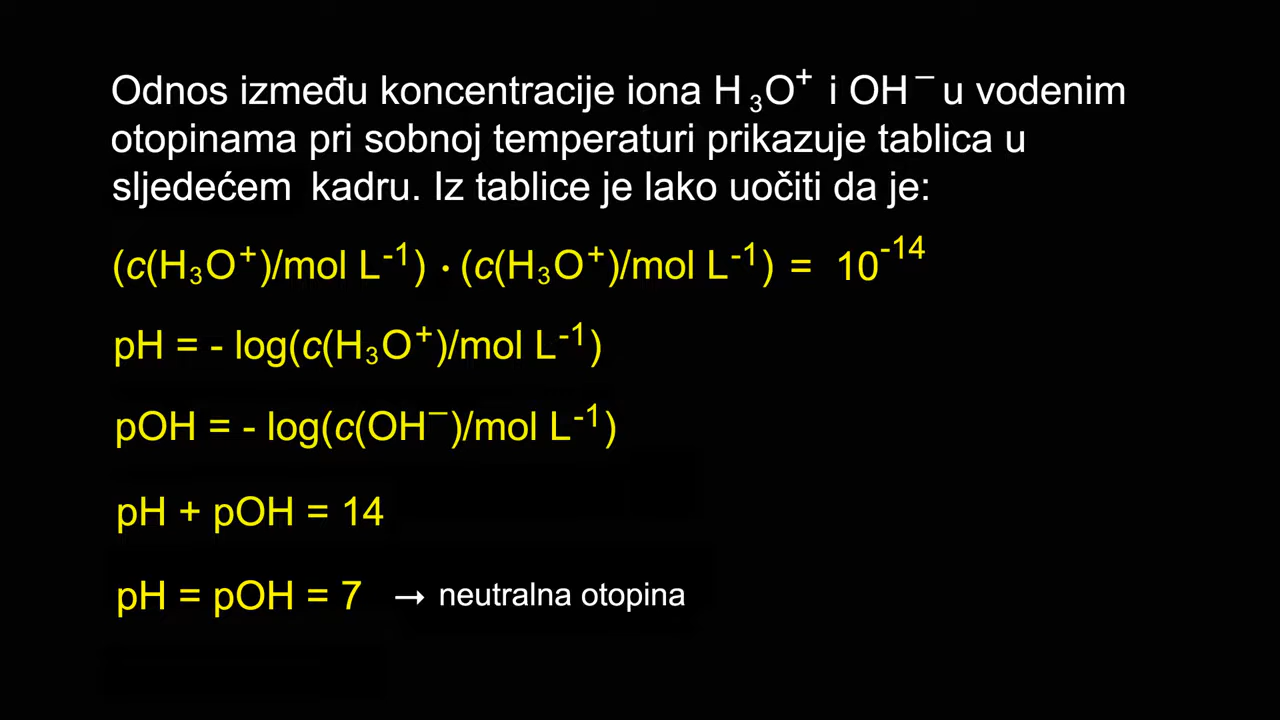 Odnos između koncentracije iona H₃O⁺ i OH⁻ u vodenim
otopinama pri sobnoj temperaturi prikazuje tablica u
sljedećem kadru. Iz tablice je lako uočiti da je:
(c(H₃O⁺)/mol L⁻¹) · (c(H₃O⁺)/mol L⁻¹) = 10⁻¹⁴
pH = - log(c(H₃O⁺)/mol L⁻¹)
pOH = - log(c(OH⁻)/mol L⁻¹)
pH + pOH = 14
pH = pOH = 7 → neutralna otopina